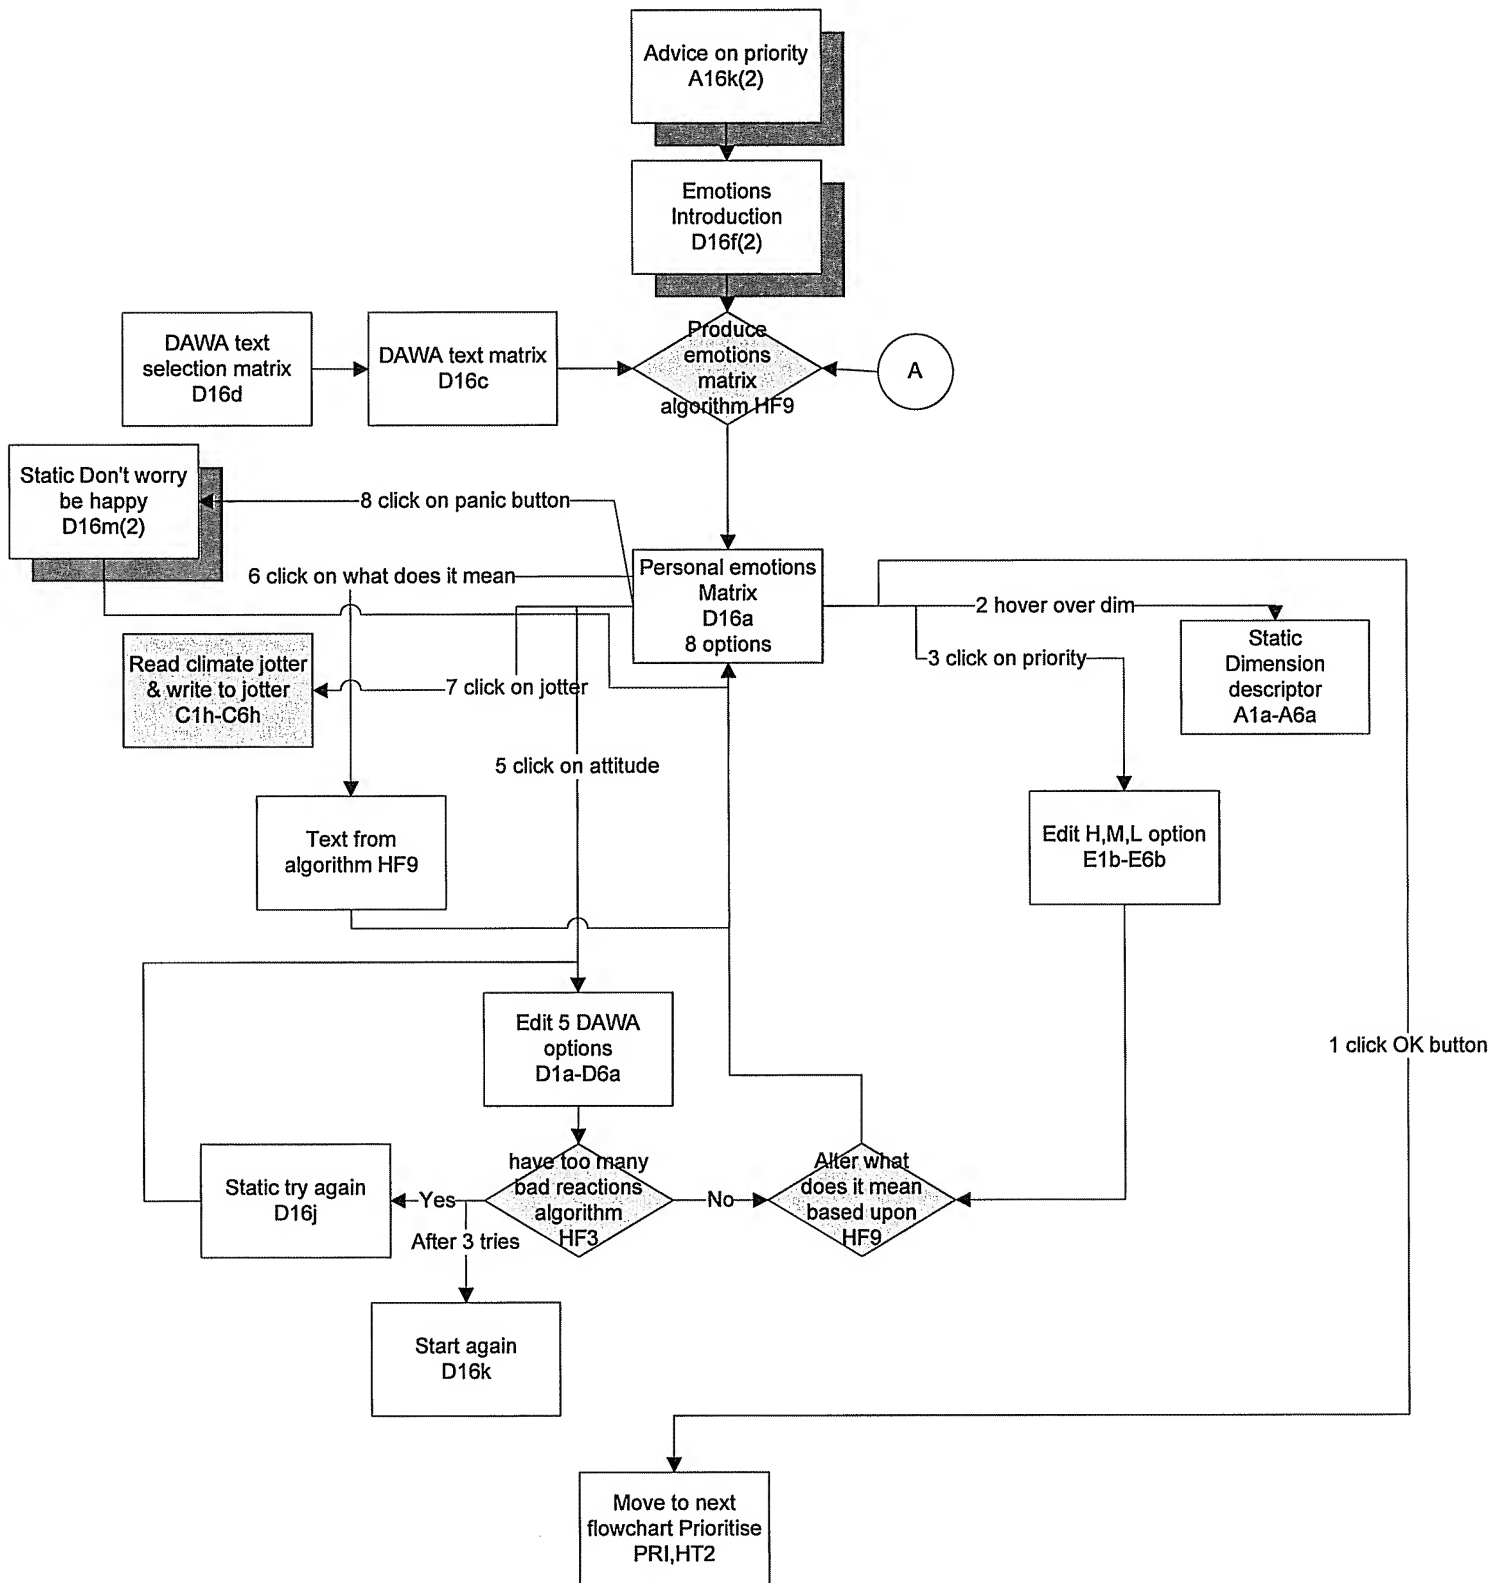 Advice on priority
A16k(2)
Emotions
Introduction
D16f(2)
DAWA text
selection matrix
D16d
DAWA text matrix
D16c
Produce
emotions
matrix
algorithm HF9
A
Static Don't worry
be happy
D16m(2)
8 click on panic button
6 click on what does it mean
Personal emotions
Matrix
D16a
8 options
2 hover over dim
Static
Dimension
descriptor
A1a-A6a
3 click on priority
Read climate jotter
& write to jotter
C1h-C6h
7 click on jotter
5 click on attitude
Text from
algorithm HF9
Edit H,M,L option
E1b-E6b
Edit 5 DAWA
options
D1a-D6a
1 click OK button
Static try again
D16j
Yes
have too many
bad reactions
algorithm
HF3
No
Alter what
does it mean
based upon
HF9
After 3 tries
Start again
D16k
Move to next
flowchart Prioritise
PRI,HT2